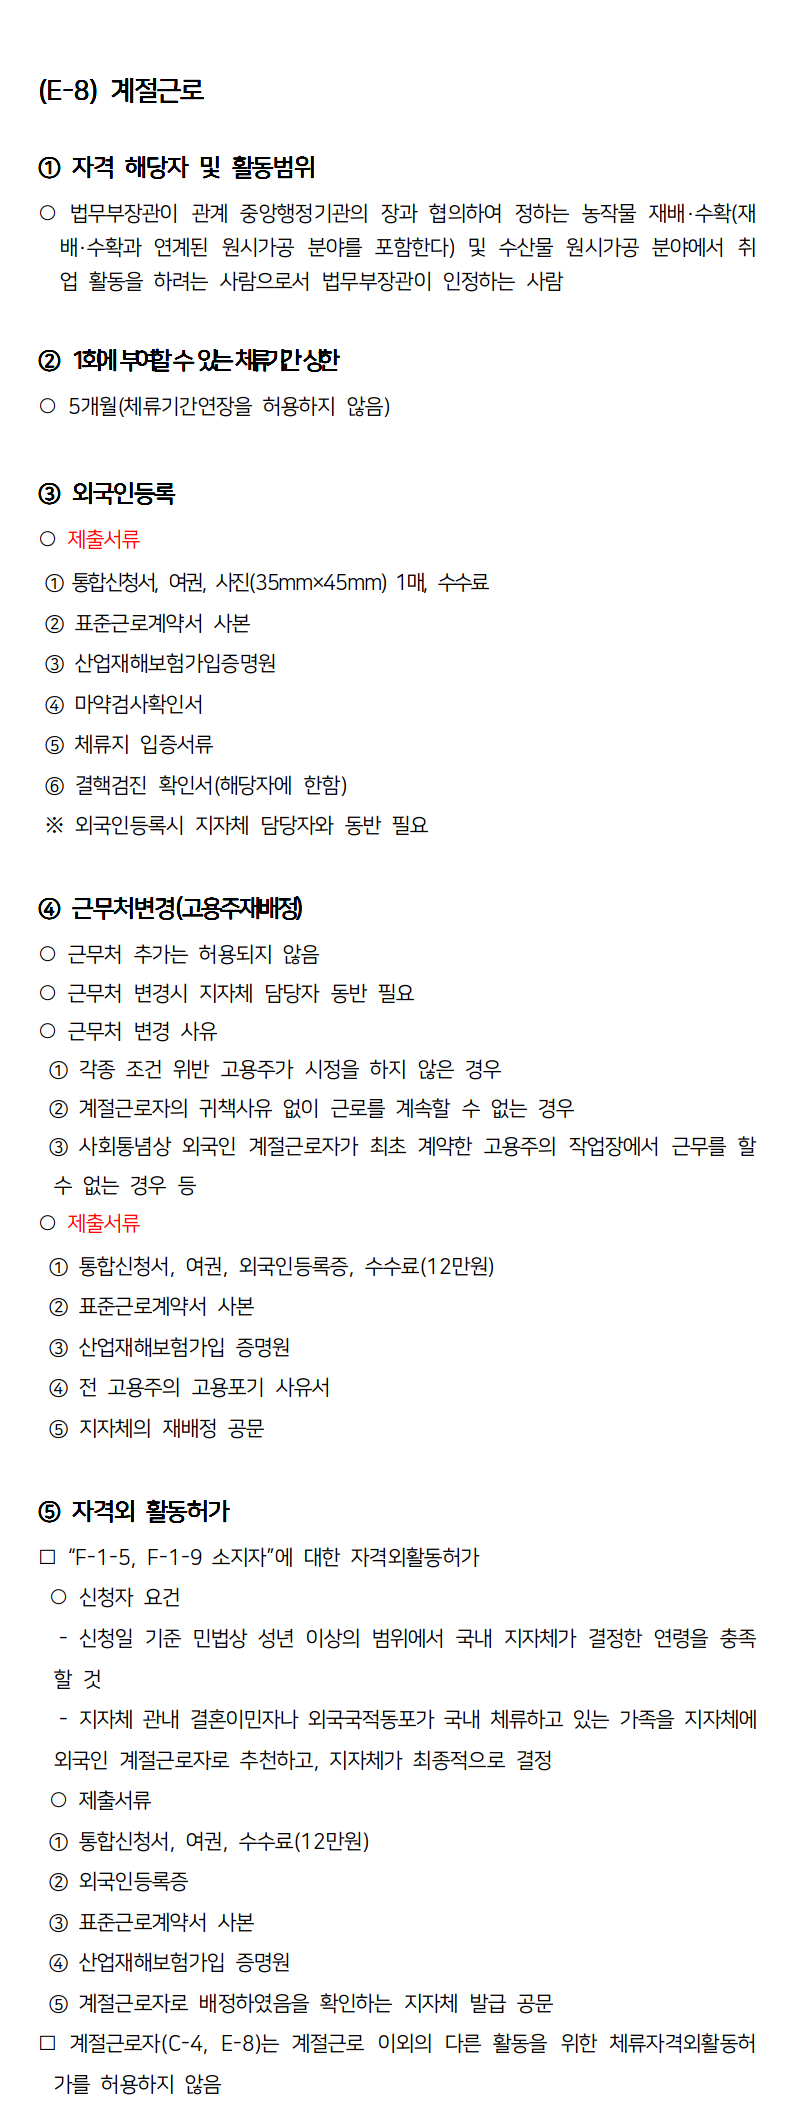 (E-8) 계절근로
① 자격 해당자 및 활동범위
○ 법무부장관이 관계 중앙행정기관의 장과 협의하여 정하는 농작물 재배·수확(재
배·수확과 연계된 원시가공 분야를 포함한다) 및 수산물 원시가공 분야에서 취
업 활동을 하려는 사람으로서 법무부장관이 인정하는 사람
② 1회에 부여할 수 있는 체류기간 상한
○ 5개월(체류기간연장을 허용하지 않음)
③ 외국인등록
○ 제출서류
① 통합신청서, 여권, 사진(35mm×45mm) 1매, 수수료
② 표준근로계약서 사본
③ 산업재해보험가입증명원
④ 마약검사확인서
⑤ 체류지 입증서류
⑥ 결핵검진 확인서(해당자에 한함)
※ 외국인등록시 지자체 담당자와 동반 필요
④ 근무처변경(고용주재배정)
○ 근무처 추가는 허용되지 않음
○ 근무처 변경시 지자체 담당자 동반 필요
○ 근무처 변경 사유
① 각종 조건 위반 고용주가 시정을 하지 않은 경우
② 계절근로자의 귀책사유 없이 근로를 계속할 수 없는 경우
③ 사회통념상 외국인 계절근로자가 최초 계약한 고용주의 작업장에서 근무를 할
수 없는 경우 등
○ 제출서류
① 통합신청서, 여권, 외국인등록증, 수수료(12만원)
② 표준근로계약서 사본
③ 산업재해보험가입 증명원
④ 전 고용주의 고용포기 사유서
⑤ 지자체의 재배정 공문
⑤ 자격외 활동허가
□ “F-1-5, F-1-9 소지자”에 대한 자격외활동허가
○ 신청자 요건
- 신청일 기준 민법상 성년 이상의 범위에서 국내 지자체가 결정한 연령을 충족
할 것
- 지자체 관내 결혼이민자나 외국국적동포가 국내 체류하고 있는 가족을 지자체에
외국인 계절근로자로 추천하고, 지자체가 최종적으로 결정
○ 제출서류
① 통합신청서, 여권, 수수료(12만원)
② 외국인등록증
③ 표준근로계약서 사본
④ 산업재해보험가입 증명원
⑤ 계절근로자로 배정하였음을 확인하는 지자체 발급 공문
□ 계절근로자(C-4, E-8)는 계절근로 이외의 다른 활동을 위한 체류자격외활동허
가를 허용하지 않음